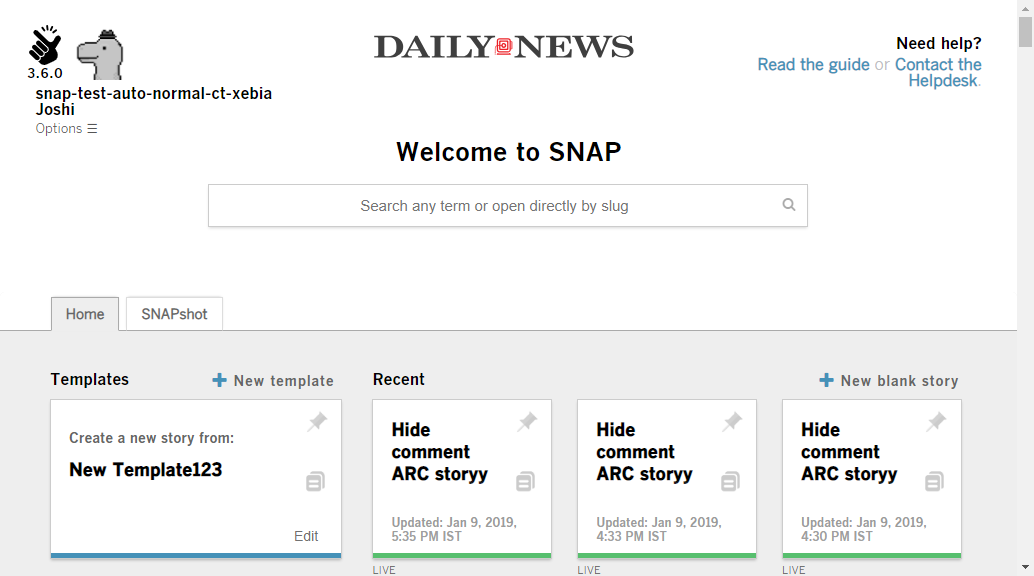 3.6.0
snap-test-auto-normal-ct-xebia
Joshi
Options ☰
DAILY NEWS
Need help?
Read the guide or Contact the
Helpdesk.
Welcome to SNAP
Search any term or open directly by slug
Home
SNAPshot
Templates
New template
Create a new story from:
New Template123
Edit
Recent
New blank story
Hide
comment
ARC storyy
Updated: Jan 9, 2019,
5:35 PM IST
LIVE
Hide
comment
ARC storyy
Updated: Jan 9, 2019,
4:33 PM IST
LIVE
Hide
comment
ARC storyy
Updated: Jan 9, 2019,
4:30 PM IST
LIVE